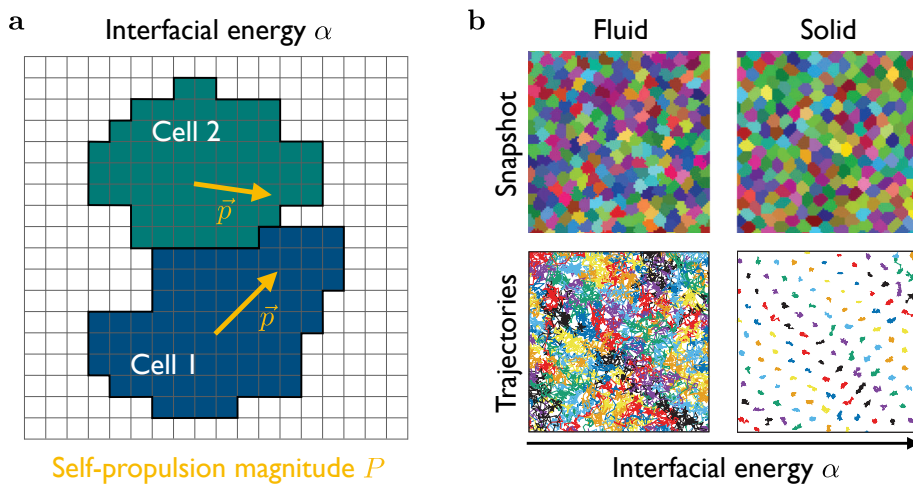 a
Interfacial energy α
Cell 2
p⃗
p⃗
Cell 1
Self-propulsion magnitude P
b
Fluid
Solid
Snapshot
Trajectories
Interfacial energy α